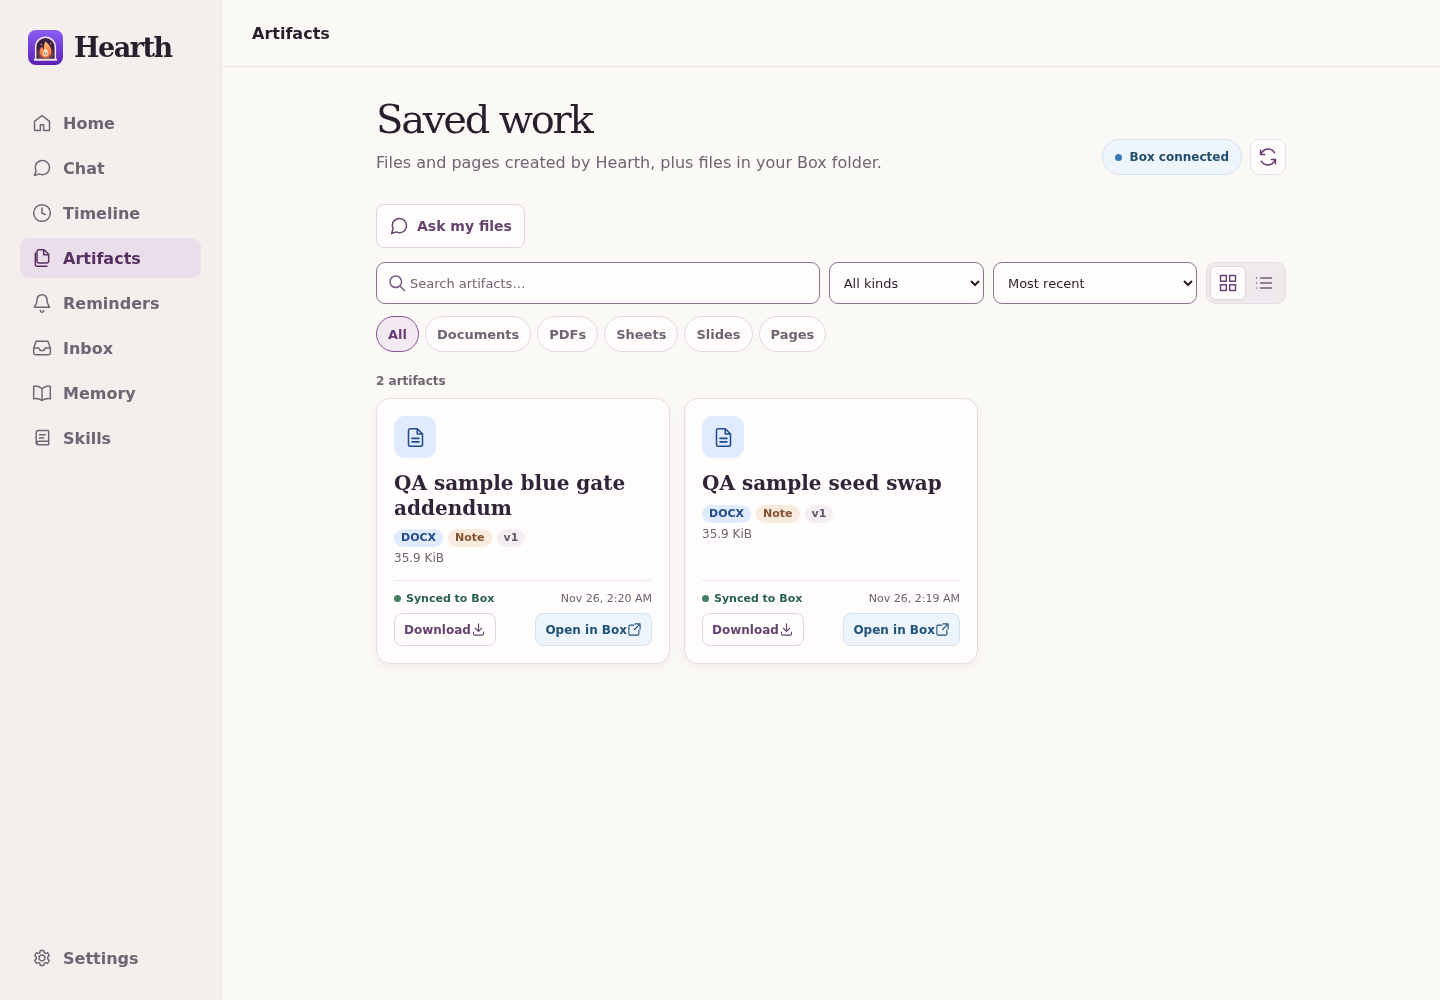 Hearth
Home
Chat
Timeline
Artifacts
Reminders
Inbox
Memory
Skills
Settings
Artifacts
Saved work
Files and pages created by Hearth, plus files in your Box folder.
Box connected
Ask my files
Search artifacts...
All kinds
Most recent
All
Documents
PDFs
Sheets
Slides
Pages
2 artifacts
QA sample blue gate
addendum
DOCX Note v1
35.9 KiB
Synced to Box Nov 26, 2:20 AM
Download Open in Box
QA sample seed swap
DOCX Note v1
35.9 KiB
Synced to Box Nov 26, 2:19 AM
Download Open in Box